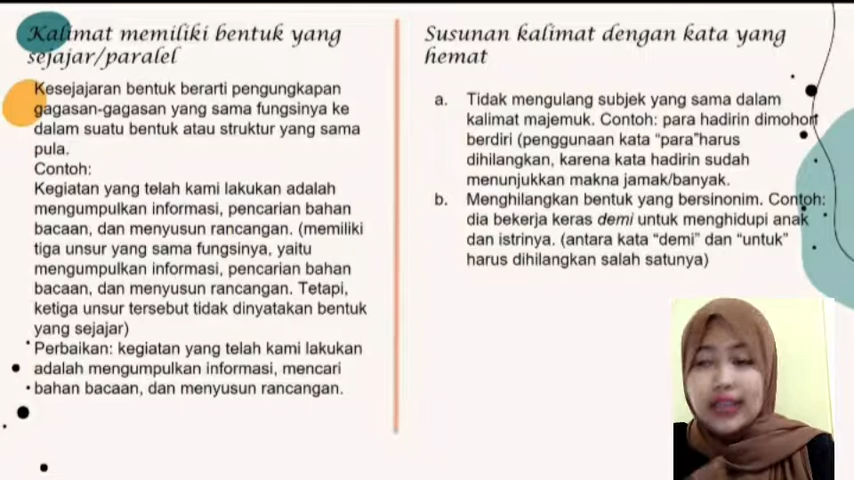 Kalimat memiliki bentuk yang
sejajar/paralel
Kesejajaran bentuk berarti pengungkapan
gagasan-gagasan yang sama fungsinya ke
dalam suatu bentuk atau struktur yang sama
pula.
Contoh:
Kegiatan yang telah kami lakukan adalah
mengumpulkan informasi, pencarian bahan
bacaan, dan menyusun rancangan. (memiliki
tiga unsur yang sama fungsinya, yaitu
mengumpulkan informasi, pencarian bahan
bacaan, dan menyusun rancangan. Tetapi,
ketiga unsur tersebut tidak dinyatakan bentuk
yang sejajar)
Perbaikan: kegiatan yang telah kami lakukan
adalah mengumpulkan informasi, mencari
bahan bacaan, dan menyusun rancangan.
Susunan kalimat dengan kata yang
hemat
a. Tidak mengulang subjek yang sama dalam
kalimat majemuk. Contoh: para hadirin dimohon
berdiri (penggunaan kata “para”harus
dihilangkan, karena kata hadirin sudah
menunjukkan makna jamak/banyak.
b. Menghilangkan bentuk yang bersinonim. Contoh:
dia bekerja keras demi untuk menghidupi anak
dan istrinya. (antara kata “demi” dan “untuk”
harus dihilangkan salah satunya)